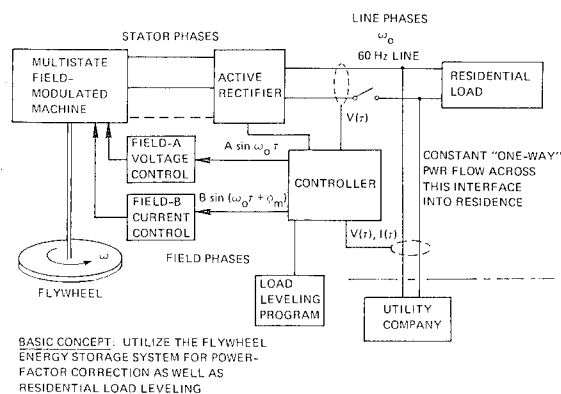 STATOR PHASES
LINE PHASES
ω₀
60 Hz LINE
MULTISTATE
FIELD-
MODULATED
MACHINE
ACTIVE
RECTIFIER
RESIDENTIAL
LOAD
V(τ)
FIELD-A
VOLTAGE
CONTROL
A sin ω₀ τ
CONTROLLER
CONSTANT "ONE-WAY"
PWR FLOW ACROSS
THIS INTERFACE
INTO RESIDENCE
FIELD-B
CURRENT
CONTROL
B sin (ω₀τ + φₘ)
V(τ), I(τ)
ω
FIELD PHASES
FLYWHEEL
LOAD
LEVELING
PROGRAM
UTILITY
COMPANY
BASIC CONCEPT: UTILIZE THE FLYWHEEL
ENERGY STORAGE SYSTEM FOR POWER-
FACTOR CORRECTION AS WELL AS
RESIDENTIAL LOAD LEVELING